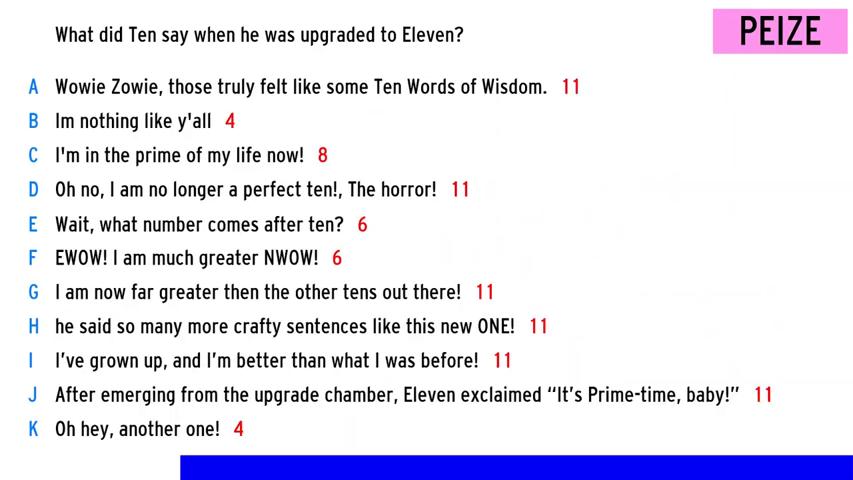 What did Ten say when he was upgraded to Eleven?
PEIZE
A Wowie Zowie, those truly felt like some Ten Words of Wisdom. 11
B Im nothing like y'all 4
C I'm in the prime of my life now! 8
D Oh no, I am no longer a perfect ten!, The horror! 11
E Wait, what number comes after ten? 6
F EWOW! I am much greater NWOW! 6
G I am now far greater then the other tens out there! 11
H he said so many more crafty sentences like this new ONE! 11
I I’ve grown up, and I’m better than what I was before! 11
J After emerging from the upgrade chamber, Eleven exclaimed “It’s Prime-time, baby!” 11
K Oh hey, another one! 4